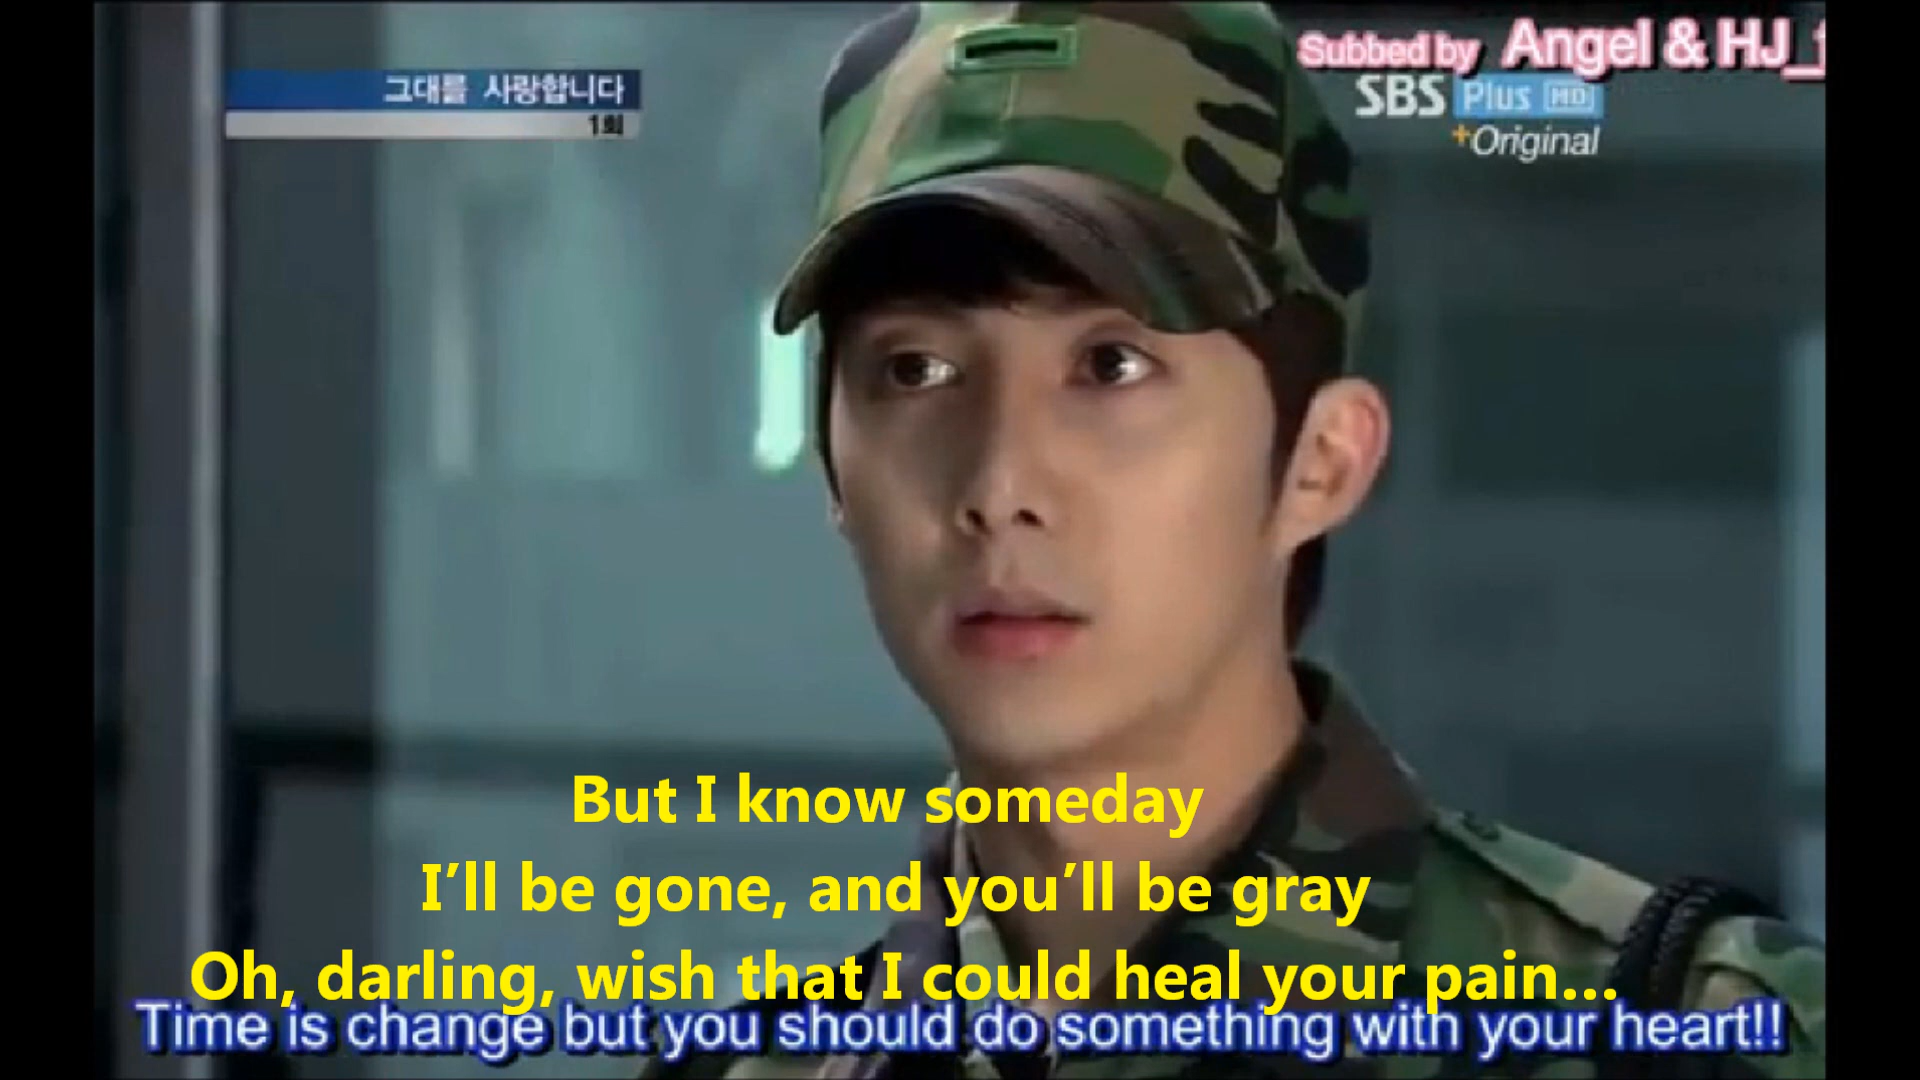 Subbed by Angel & HJ_
그대를 사랑합니다
1회
SBS Plus HD
+Original
But I know someday
I’ll be gone, and you’ll be gray
Oh, darling, wish that I could heal your pain...
Time is change but you should do something with your heart!!